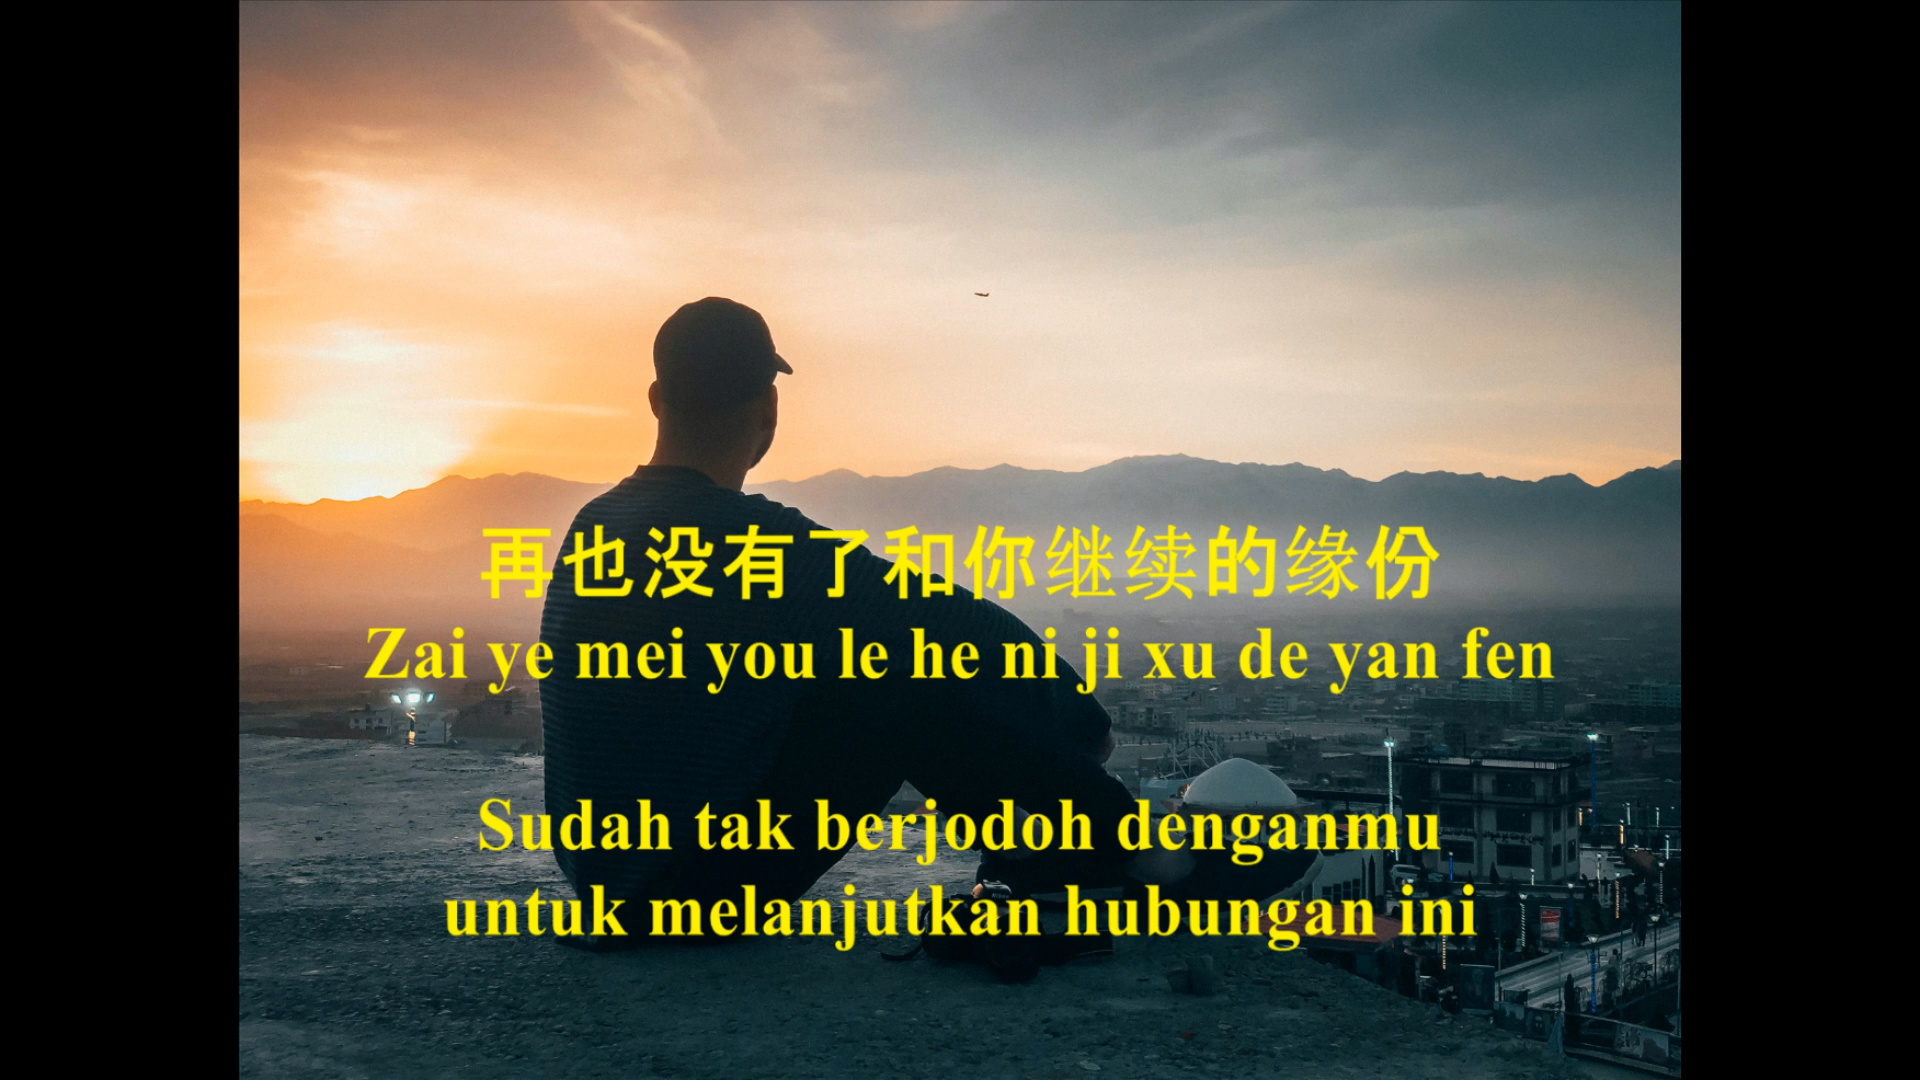 再也没有了和你继续的缘份
Zai ye mei you le he ni ji xu de yan fen
Sudah tak berjodoh denganmu
untuk melanjutkan hubungan ini